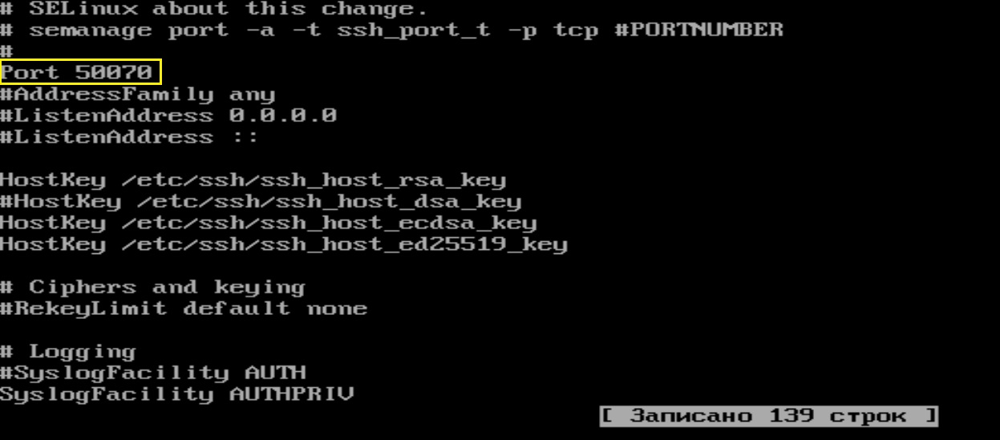 # SELinux about this change.
# semanage port -a -t ssh_port_t -p tcp #PORTNUMBER
#
Port 50070
#AddressFamily any
#ListenAddress 0.0.0.0
#ListenAddress ::
HostKey /etc/ssh/ssh_host_rsa_key
#HostKey /etc/ssh/ssh_host_dsa_key
HostKey /etc/ssh/ssh_host_ecdsa_key
HostKey /etc/ssh/ssh_host_ed25519_key
# Ciphers and keying
#RekeyLimit default none
# Logging
#SyslogFacility AUTH
SyslogFacility AUTHPRIV
[ Записано 139 строк ]